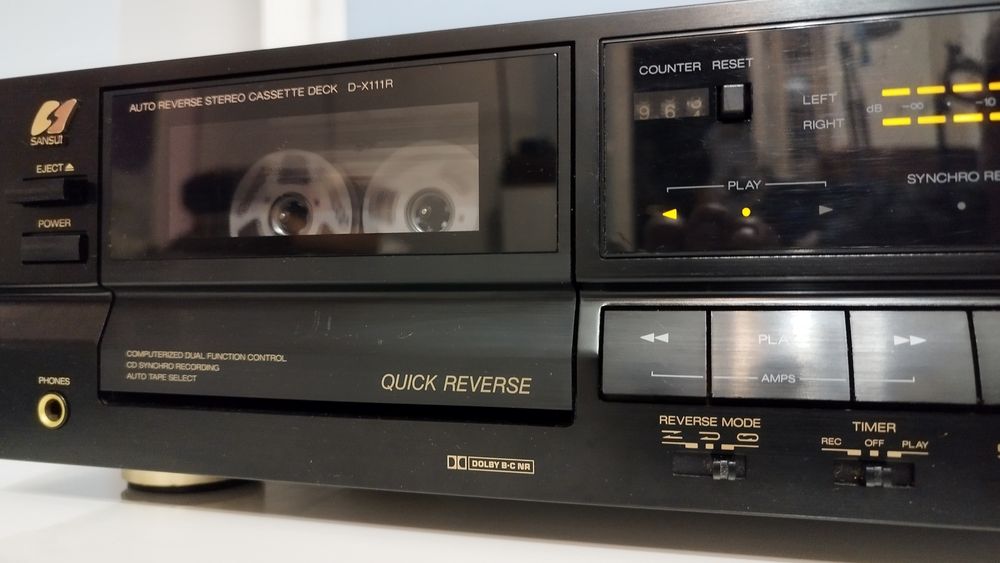 AUTO REVERSE STEREO CASSETTE DECK D-X111R
SANSUI
EJECT
POWER
PHONES
COMPUTERIZED DUAL FUNCTION CONTROL
CD SYNCHRO RECORDING
AUTO TAPE SELECT
QUICK REVERSE
DOLBY B·C NR
COUNTER RESET
LEFT
dB -∞ -10
RIGHT
PLAY
SYNCHRO RE
PLA
AMPS
REVERSE MODE
TIMER
REC OFF PLAY